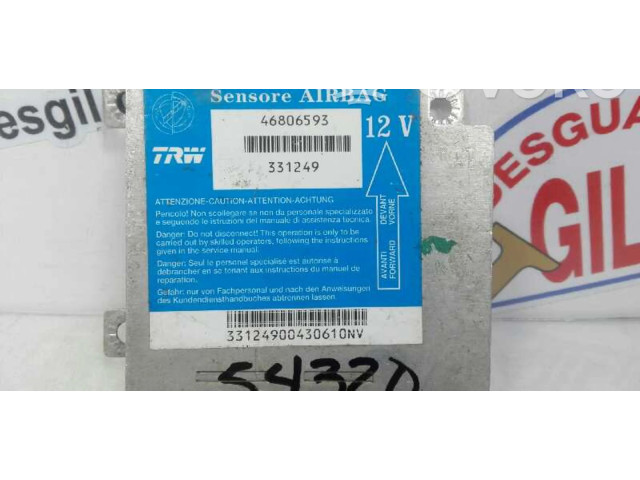 Sensore AIRBAG
46806593
12 V
TRW
331249
ATTENZIONE-CAUTION-ATTENTION-ACHTUNG
Pericolo! Non scollegare se non da personale specializzato
e seguendo le istruzioni del manuale di assistenza tecnica.
Danger: Do not disconnect! This operation is only to be
carried out by skilled operators, following the instructions
given in the service manual.
Danger: Seul le personel specialisé est autorisé à
débrancher en se tenant aux instructions du manuel de
reparation.
Gefahr: nur von Fachpersonal und nach den Anweisungen
des Kundendiensthandbuches abtrennen lassen
AVANTI DEVANT
FORWARD VORNE
33124900430610NV
5432D
esgil
DESGUA
GIL